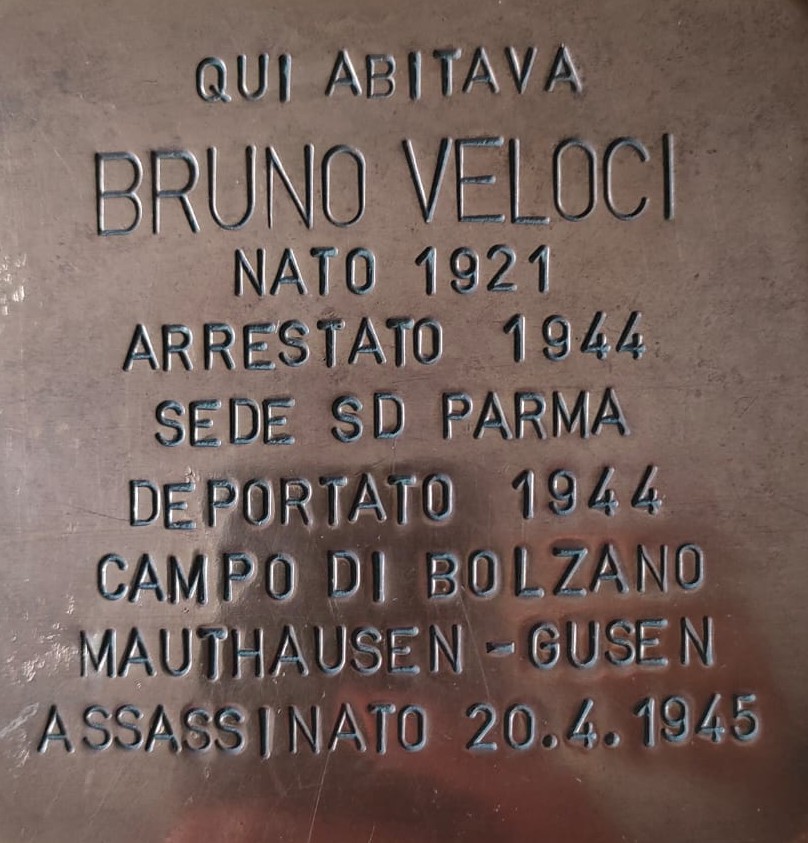 QUI ABITAVA
BRUNO VELOCI
NATO 1921
ARRESTATO 1944
SEDE SD PARMA
DEPORTATO 1944
CAMPO DI BOLZANO
MAUTHAUSEN - GUSEN
ASSASSINATO 20.4.1945